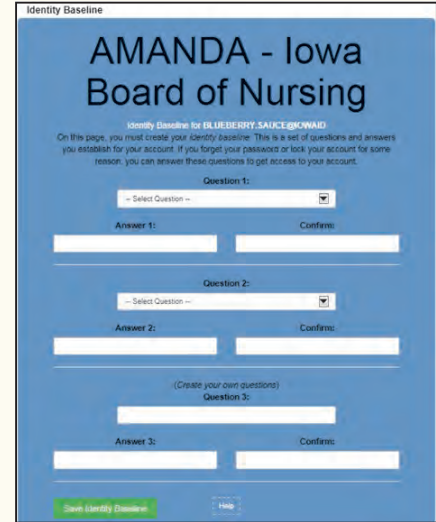 Identity Baseline
AMANDA - Iowa
Board of Nursing
Identity Baseline for BLUEBERRY.SAUCE@IOWAID
On this page, you must create your identity baseline. This is a set of questions and answers
you establish for your account. If you forget your password or lock your account for some
reason, you can answer these questions to get access to your account.
Question 1:
-- Select Question --
Answer 1: Confirm:
Question 2:
-- Select Question --
Answer 2: Confirm:
(Create your own questions)
Question 3:
Answer 3: Confirm:
Save Identity Baseline Help